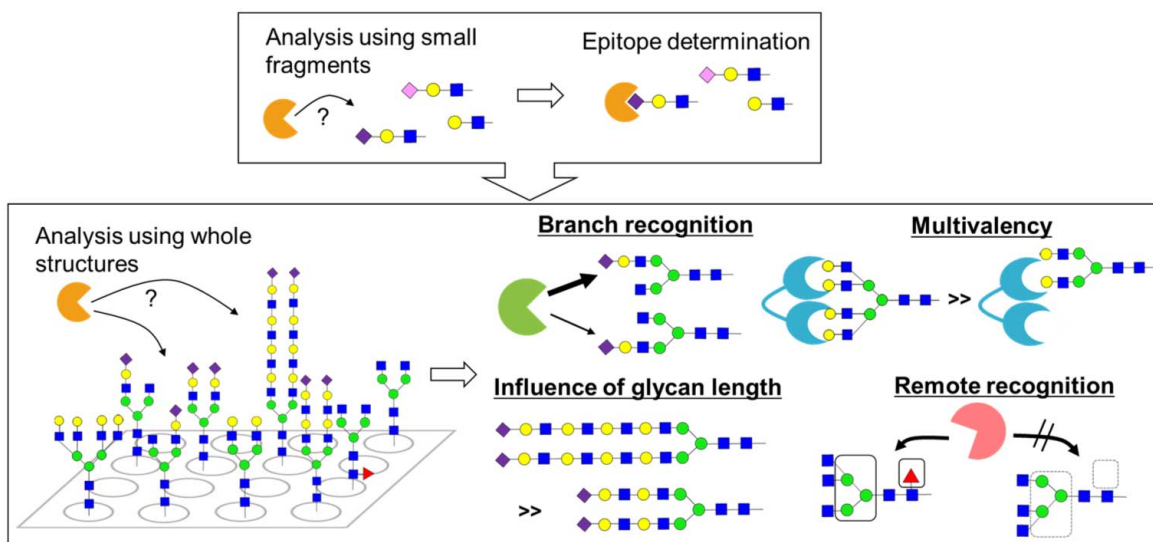 Analysis using small
fragments
?
Epitope determination
Analysis using whole
structures
?
Branch recognition
Multivalency
>>
Influence of glycan length
>>
Remote recognition